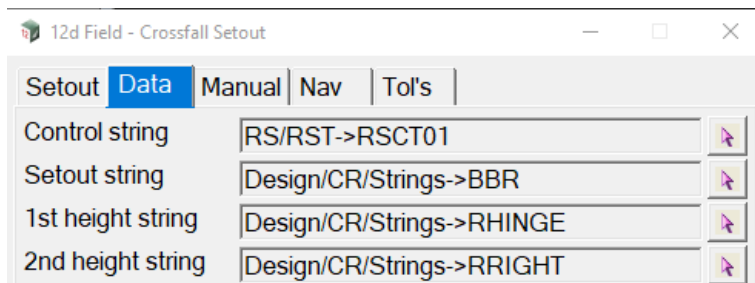 12d Field - Crossfall Setout
Setout Data Manual Nav Tol's
Control string RS/RST->RSCT01
Setout string Design/CR/Strings->BBR
1st height string Design/CR/Strings->RHINGE
2nd height string Design/CR/Strings->RRIGHT